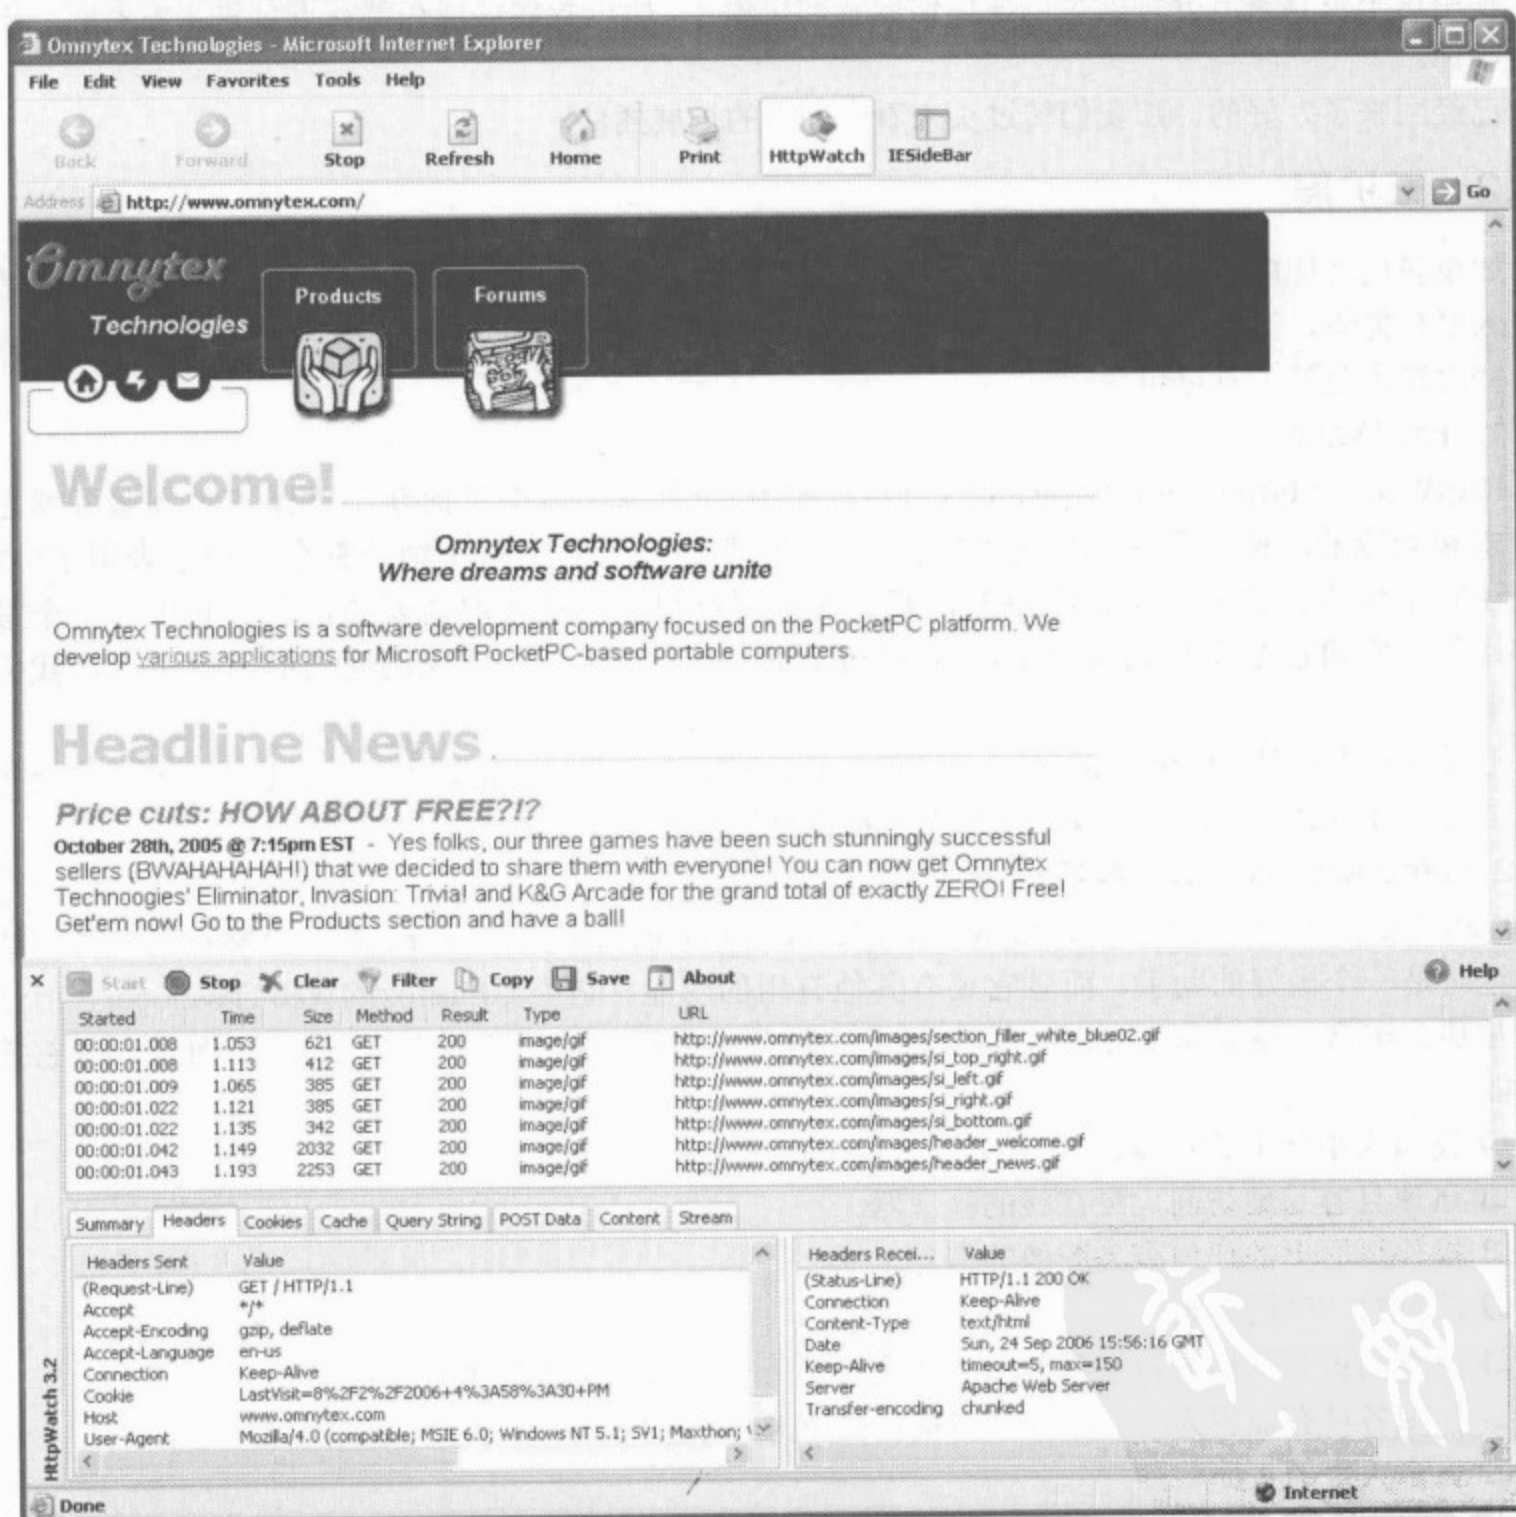 Omnytex Technologies - Microsoft Internet Explorer
File Edit View Favorites Tools Help
Back Forward Stop Refresh Home Print HttpWatch IESideBar
Address http://www.omnytex.com/ Go
Omnytex
Technologies
Products Forums
Welcome!
Omnytex Technologies:
Where dreams and software unite
Omnytex Technologies is a software development company focused on the PocketPC platform. We
develop various applications for Microsoft PocketPC-based portable computers.
Headline News
Price cuts: HOW ABOUT FREE?!?
October 28th, 2005 @ 7:15pm EST - Yes folks, our three games have been such stunningly successful
sellers (BWAHAHAHAH!) that we decided to share them with everyone! You can now get Omnytex
Technoogies' Eliminator, Invasion: Trivia! and K&G Arcade for the grand total of exactly ZERO! Free!
Get'em now! Go to the Products section and have a ball!
Start Stop Clear Filter Copy Save About Help
Started Time Size Method Result Type URL
00:00:01.008 1.053 621 GET 200 image/gif http://www.omnytex.com/images/section_filler_white_blue02.gif
00:00:01.008 1.113 412 GET 200 image/gif http://www.omnytex.com/images/si_top_right.gif
00:00:01.009 1.065 385 GET 200 image/gif http://www.omnytex.com/images/si_left.gif
00:00:01.022 1.121 385 GET 200 image/gif http://www.omnytex.com/images/si_right.gif
00:00:01.022 1.135 342 GET 200 image/gif http://www.omnytex.com/images/si_bottom.gif
00:00:01.042 1.149 2032 GET 200 image/gif http://www.omnytex.com/images/header_welcome.gif
00:00:01.043 1.193 2253 GET 200 image/gif http://www.omnytex.com/images/header_news.gif
Summary Headers Cookies Cache Query String POST Data Content Stream
Headers Sent Value
(Request-Line) GET / HTTP/1.1
Accept */*
Accept-Encoding gzip, deflate
Accept-Language en-us
Connection Keep-Alive
Cookie LastVisit=8%2F2%2F2006+4%3A58%3A30+PM
Host www.omnytex.com
User-Agent Mozilla/4.0 (compatible; MSIE 6.0; Windows NT 5.1; SV1; Maxthon;
Headers Recei... Value
(Status-Line) HTTP/1.1 200 OK
Connection Keep-Alive
Content-Type text/html
Date Sun, 24 Sep 2006 15:56:16 GMT
Keep-Alive timeout=5, max=150
Server Apache Web Server
Transfer-encoding chunked
HttpWatch 3.2
Done Internet